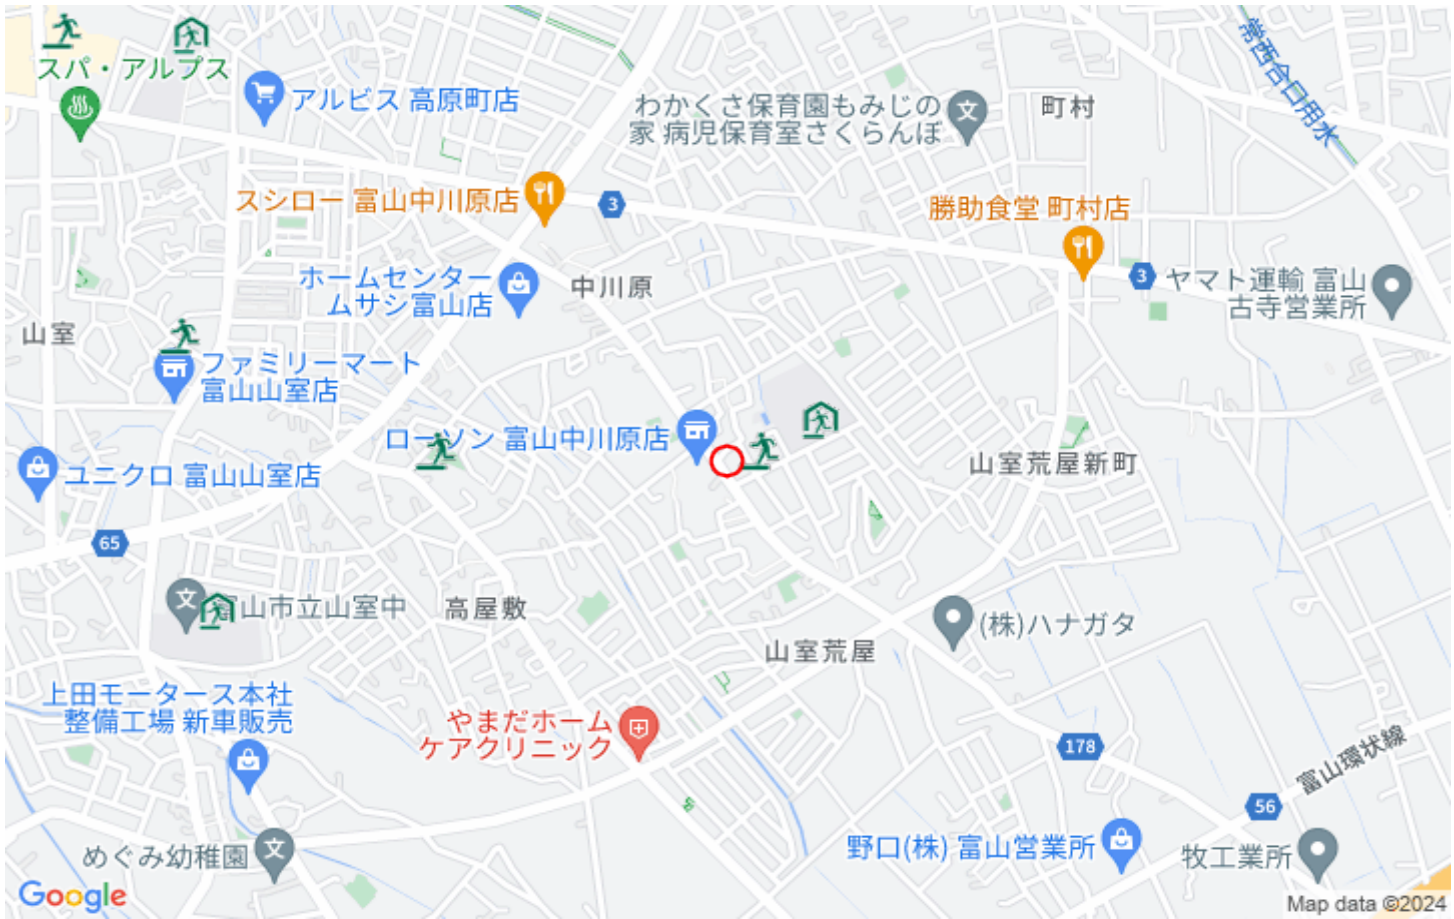 スパ・アルプス
アルビス 高原町店
わかくさ保育園もみじの
家 病児保育室さくらんぼ
町村
常西合口用水
スシロー 富山中川原店
3
勝助食堂 町村店
ホームセンター
ムサシ富山店
中川原
3
ヤマト運輸 富山
古寺営業所
山室
ファミリーマート
富山山室店
ローソン 富山中川原店
山室荒屋新町
ユニクロ 富山山室店
65
富山市立山室中
高屋敷
(株)ハナガタ
山室荒屋
上田モータース本社
整備工場 新車販売
やまだホーム
ケアクリニック
178
富山環状線
56
野口(株) 富山営業所
牧工業所
めぐみ幼稚園
Google
Map data ©2024